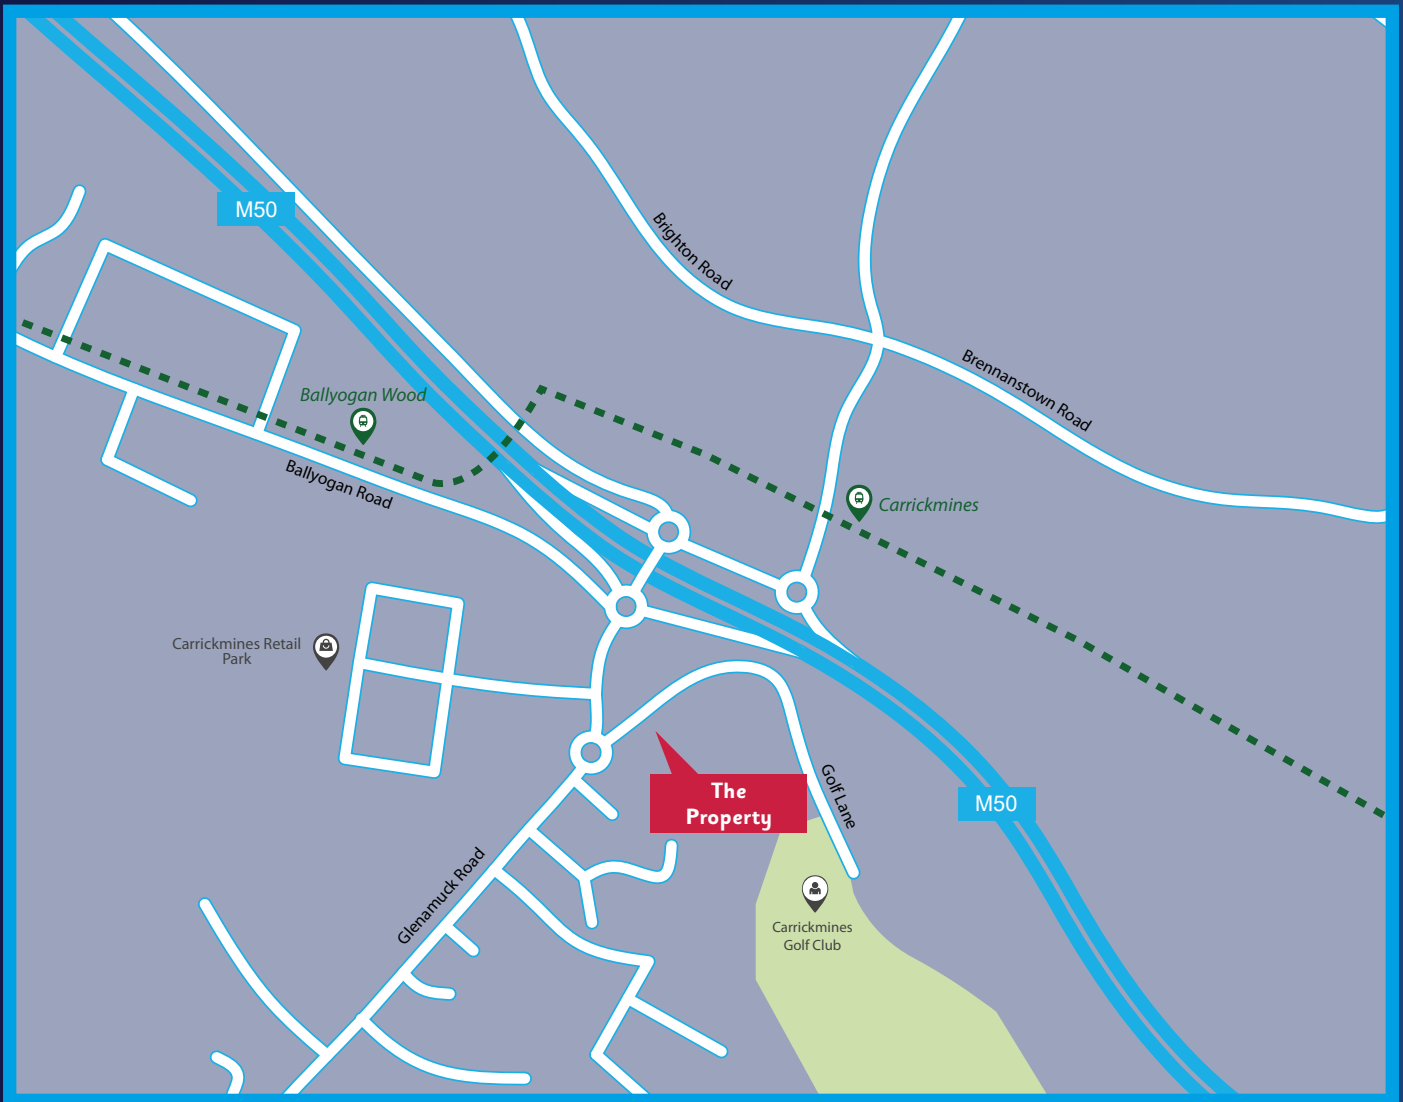 M50
Brighton Road
Brennanstown Road
Ballyogan Wood
Ballyogan Road
Carrickmines
Carrickmines Retail
Park
The
Property
Golf Lane
M50
Glenamuck Road
Carrickmines
Golf Club